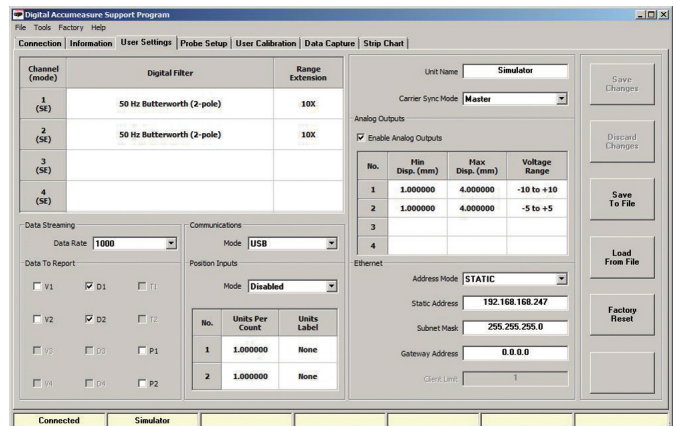 Digital Accumeasure Support Program
File Tools Factory Help
Connection Information User Settings Probe Setup User Calibration Data Capture Strip Chart
Channel (mode) Digital Filter Range Extension
1 (SE) 50 Hz Butterworth (2-pole) 10X
2 (SE) 50 Hz Butterworth (2-pole) 10X
3 (SE)
4 (SE)
Data Streaming
Data Rate 1000
Data To Report
V1 D1 T1
V2 D2 T2
V3 D3 P1
V4 D4 P2
Communications
Mode USB
Position Inputs
Mode Disabled
No. Units Per Count Units Label
1 1.000000 None
2 1.000000 None
Unit Name Simulator
Carrier Sync Mode Master
Analog Outputs
Enable Analog Outputs
No. Min Disp. (mm) Max Disp. (mm) Voltage Range
1 1.000000 4.000000 -10 to +10
2 1.000000 4.000000 -5 to +5
3
4
Ethernet
Address Mode STATIC
Static Address 192.168.168.247
Subnet Mask 255.255.255.0
Gateway Address 0.0.0.0
Client Limit 1
Save Changes
Discard Changes
Save To File
Load From File
Factory Reset
Connected Simulator